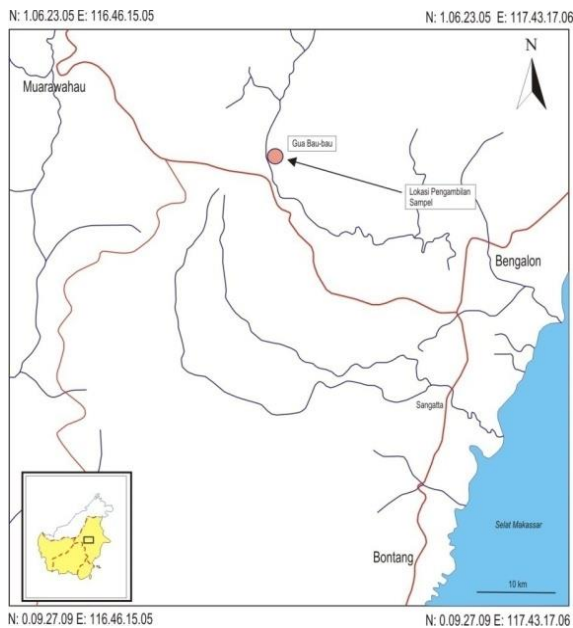 N: 1.06.23.05 E: 116.46.15.05
N: 1.06.23.05 E: 117.43.17.06
N
Muarawahau
Gua Bau-bau
Lokasi Pengambilan
Sampel
Bengalon
Sangatta
Selat Makassar
Bontang
10 km
N: 0.09.27.09 E: 116.46.15.05
N: 0.09.27.09 E: 117.43.17.06